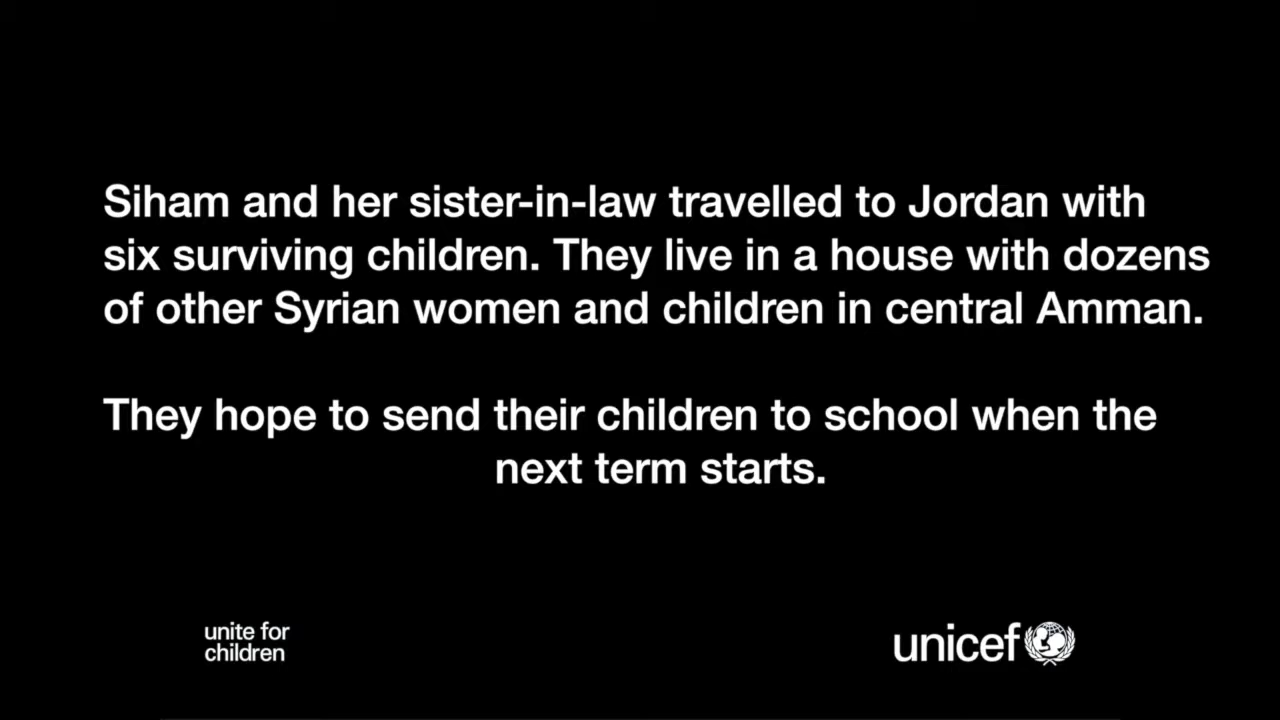 Siham and her sister-in-law travelled to Jordan with
six surviving children. They live in a house with dozens
of other Syrian women and children in central Amman.
They hope to send their children to school when the
next term starts.
unite for
children
unicef